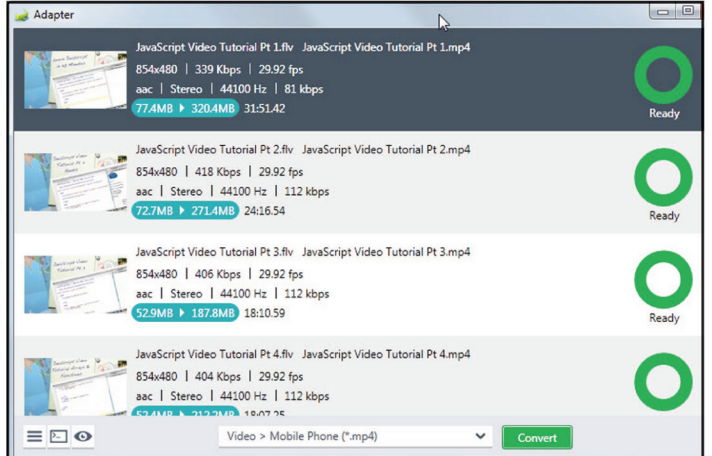 Adapter
JavaScript Video Tutorial Pt 1.flv JavaScript Video Tutorial Pt 1.mp4
854x480 | 339 Kbps | 29.92 fps
aac | Stereo | 44100 Hz | 81 kbps
77.4MB ▶ 320.4MB 31:51.42
Ready
JavaScript Video Tutorial Pt 2.flv JavaScript Video Tutorial Pt 2.mp4
854x480 | 418 Kbps | 29.92 fps
aac | Stereo | 44100 Hz | 112 kbps
72.7MB ▶ 271.4MB 24:16.54
Ready
JavaScript Video Tutorial Pt 3.flv JavaScript Video Tutorial Pt 3.mp4
854x480 | 406 Kbps | 29.92 fps
aac | Stereo | 44100 Hz | 112 kbps
52.9MB ▶ 187.8MB 18:10.59
Ready
JavaScript Video Tutorial Pt 4.flv JavaScript Video Tutorial Pt 4.mp4
854x480 | 404 Kbps | 29.92 fps
aac | Stereo | 44100 Hz | 112 kbps
Video > Mobile Phone (*.mp4)
Convert